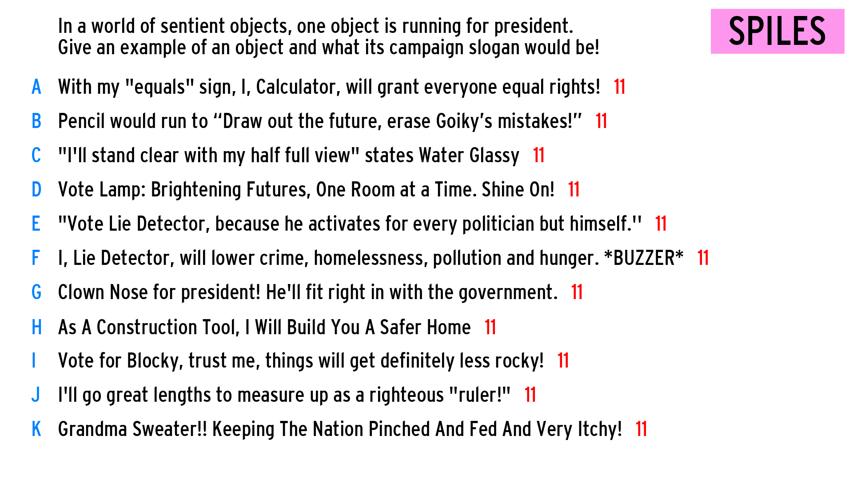 In a world of sentient objects, one object is running for president.
Give an example of an object and what its campaign slogan would be!
SPILES
A With my "equals" sign, I, Calculator, will grant everyone equal rights! 11
B Pencil would run to “Draw out the future, erase Goiky’s mistakes!” 11
C "I'll stand clear with my half full view" states Water Glassy 11
D Vote Lamp: Brightening Futures, One Room at a Time. Shine On! 11
E "Vote Lie Detector, because he activates for every politician but himself.'' 11
F I, Lie Detector, will lower crime, homelessness, pollution and hunger. *BUZZER* 11
G Clown Nose for president! He'll fit right in with the government. 11
H As A Construction Tool, I Will Build You A Safer Home 11
I Vote for Blocky, trust me, things will get definitely less rocky! 11
J I'll go great lengths to measure up as a righteous "ruler!" 11
K Grandma Sweater!! Keeping The Nation Pinched And Fed And Very Itchy! 11